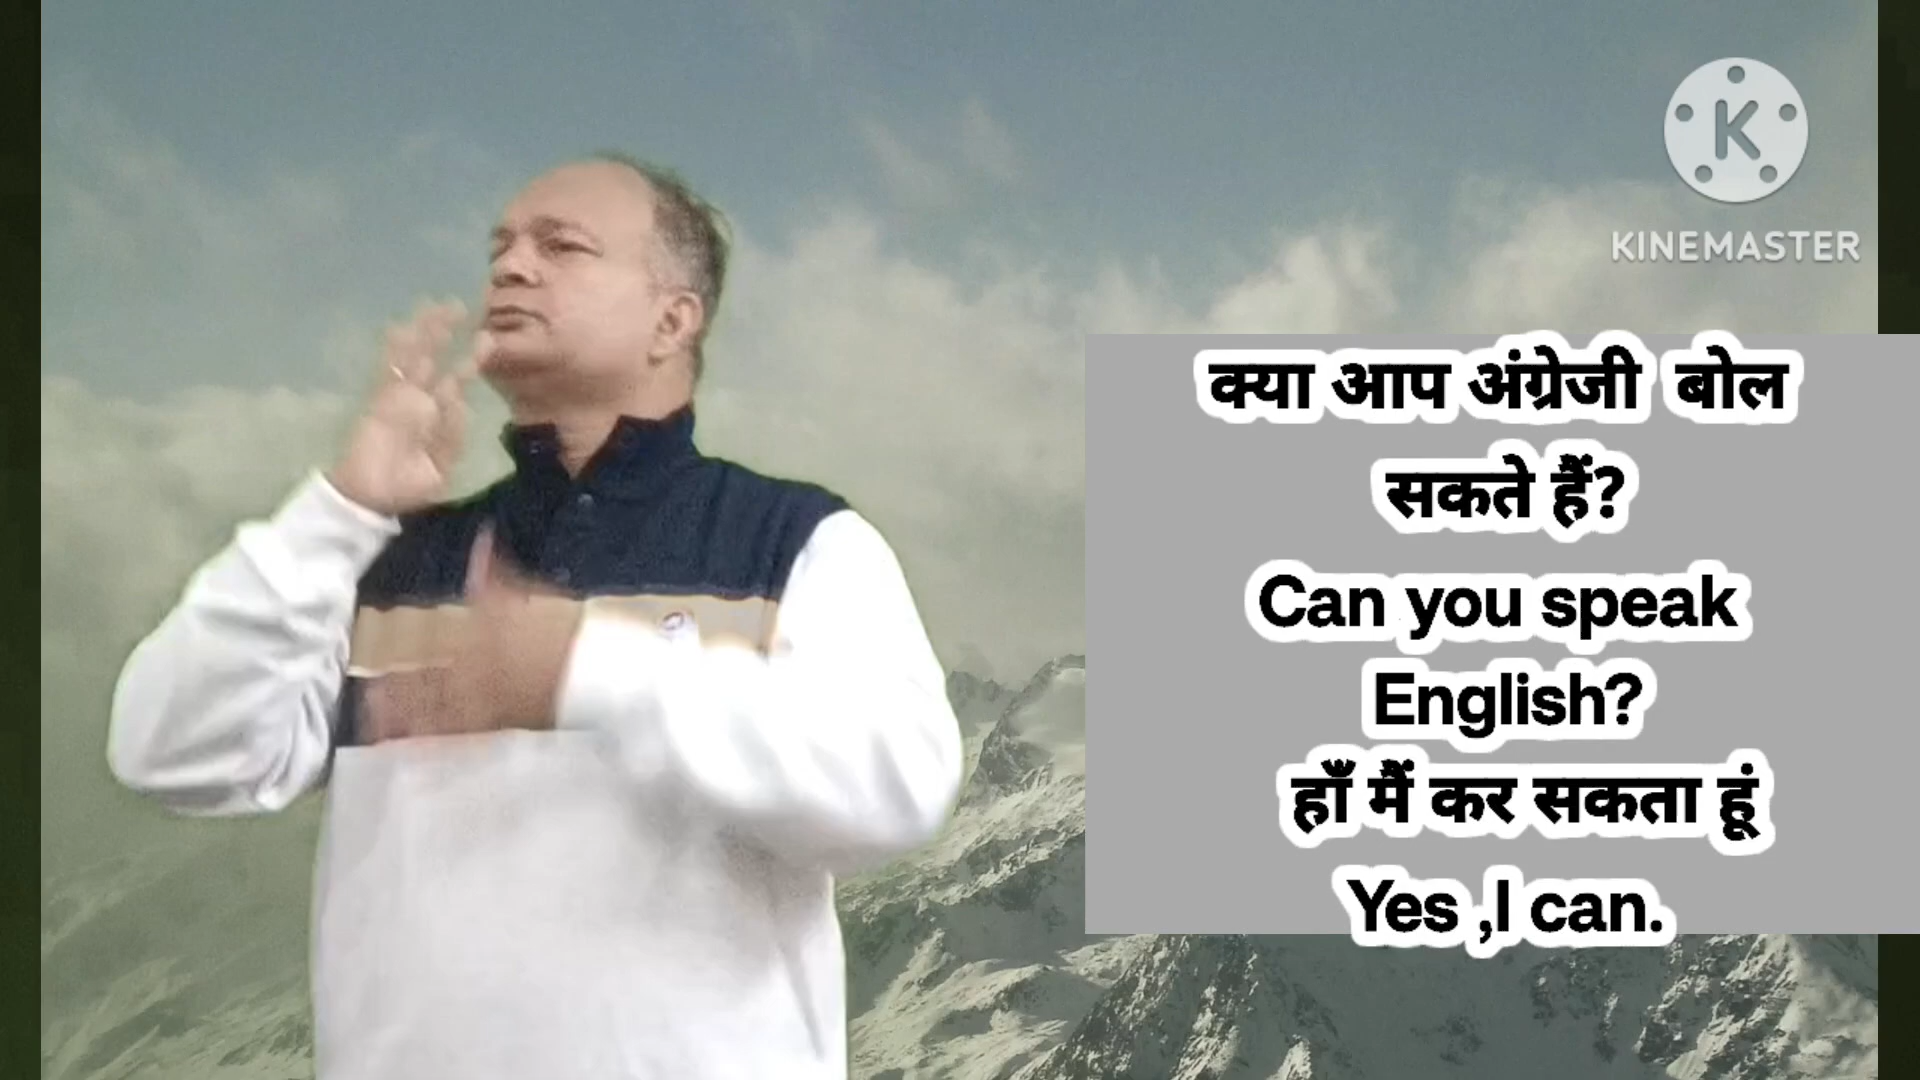 K
KINEMASTER
क्या आप अंग्रेजी बोल
सकते हैं?
Can you speak
English?
हाँ मैं कर सकता हूं
Yes ,I can.